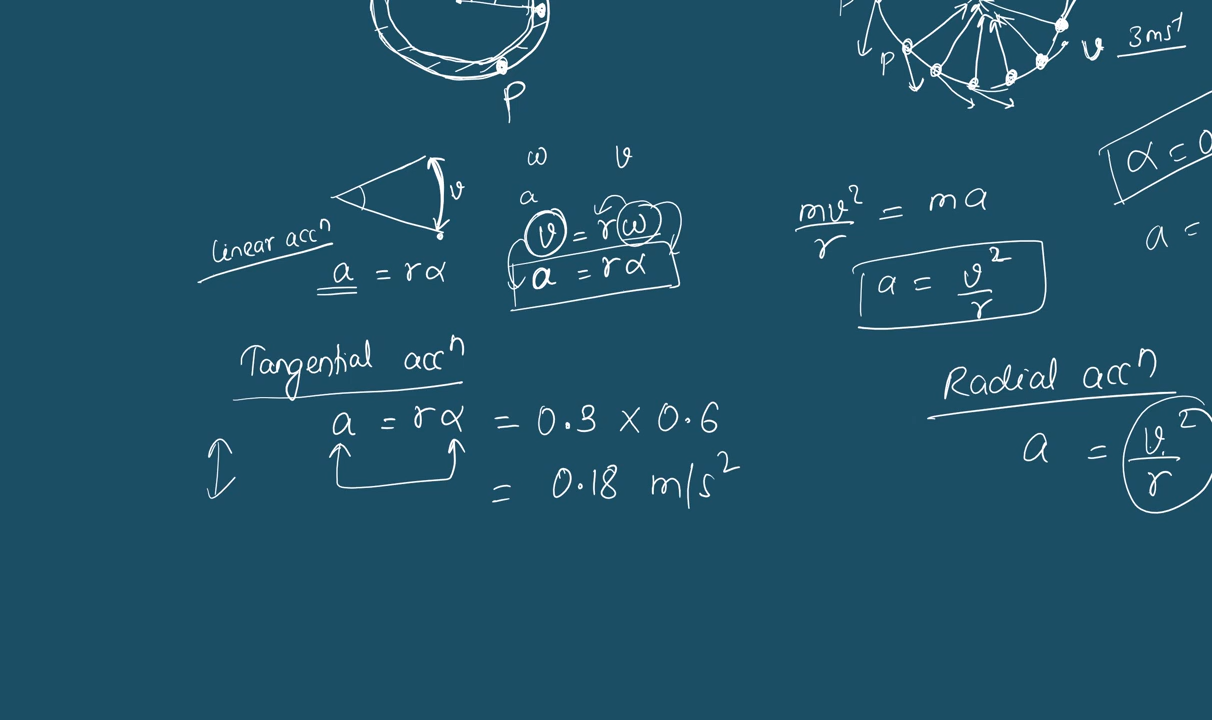 P
P
v 3ms⁻¹
α = 0
a =
v
ω v
a
v = rω
a = rα
linear accⁿ
a = rα
mv²/r = ma
a = v²/r
Tangential accⁿ
a = rα = 0.3 × 0.6
= 0.18 m/s²
Radial accⁿ
a = v²/r